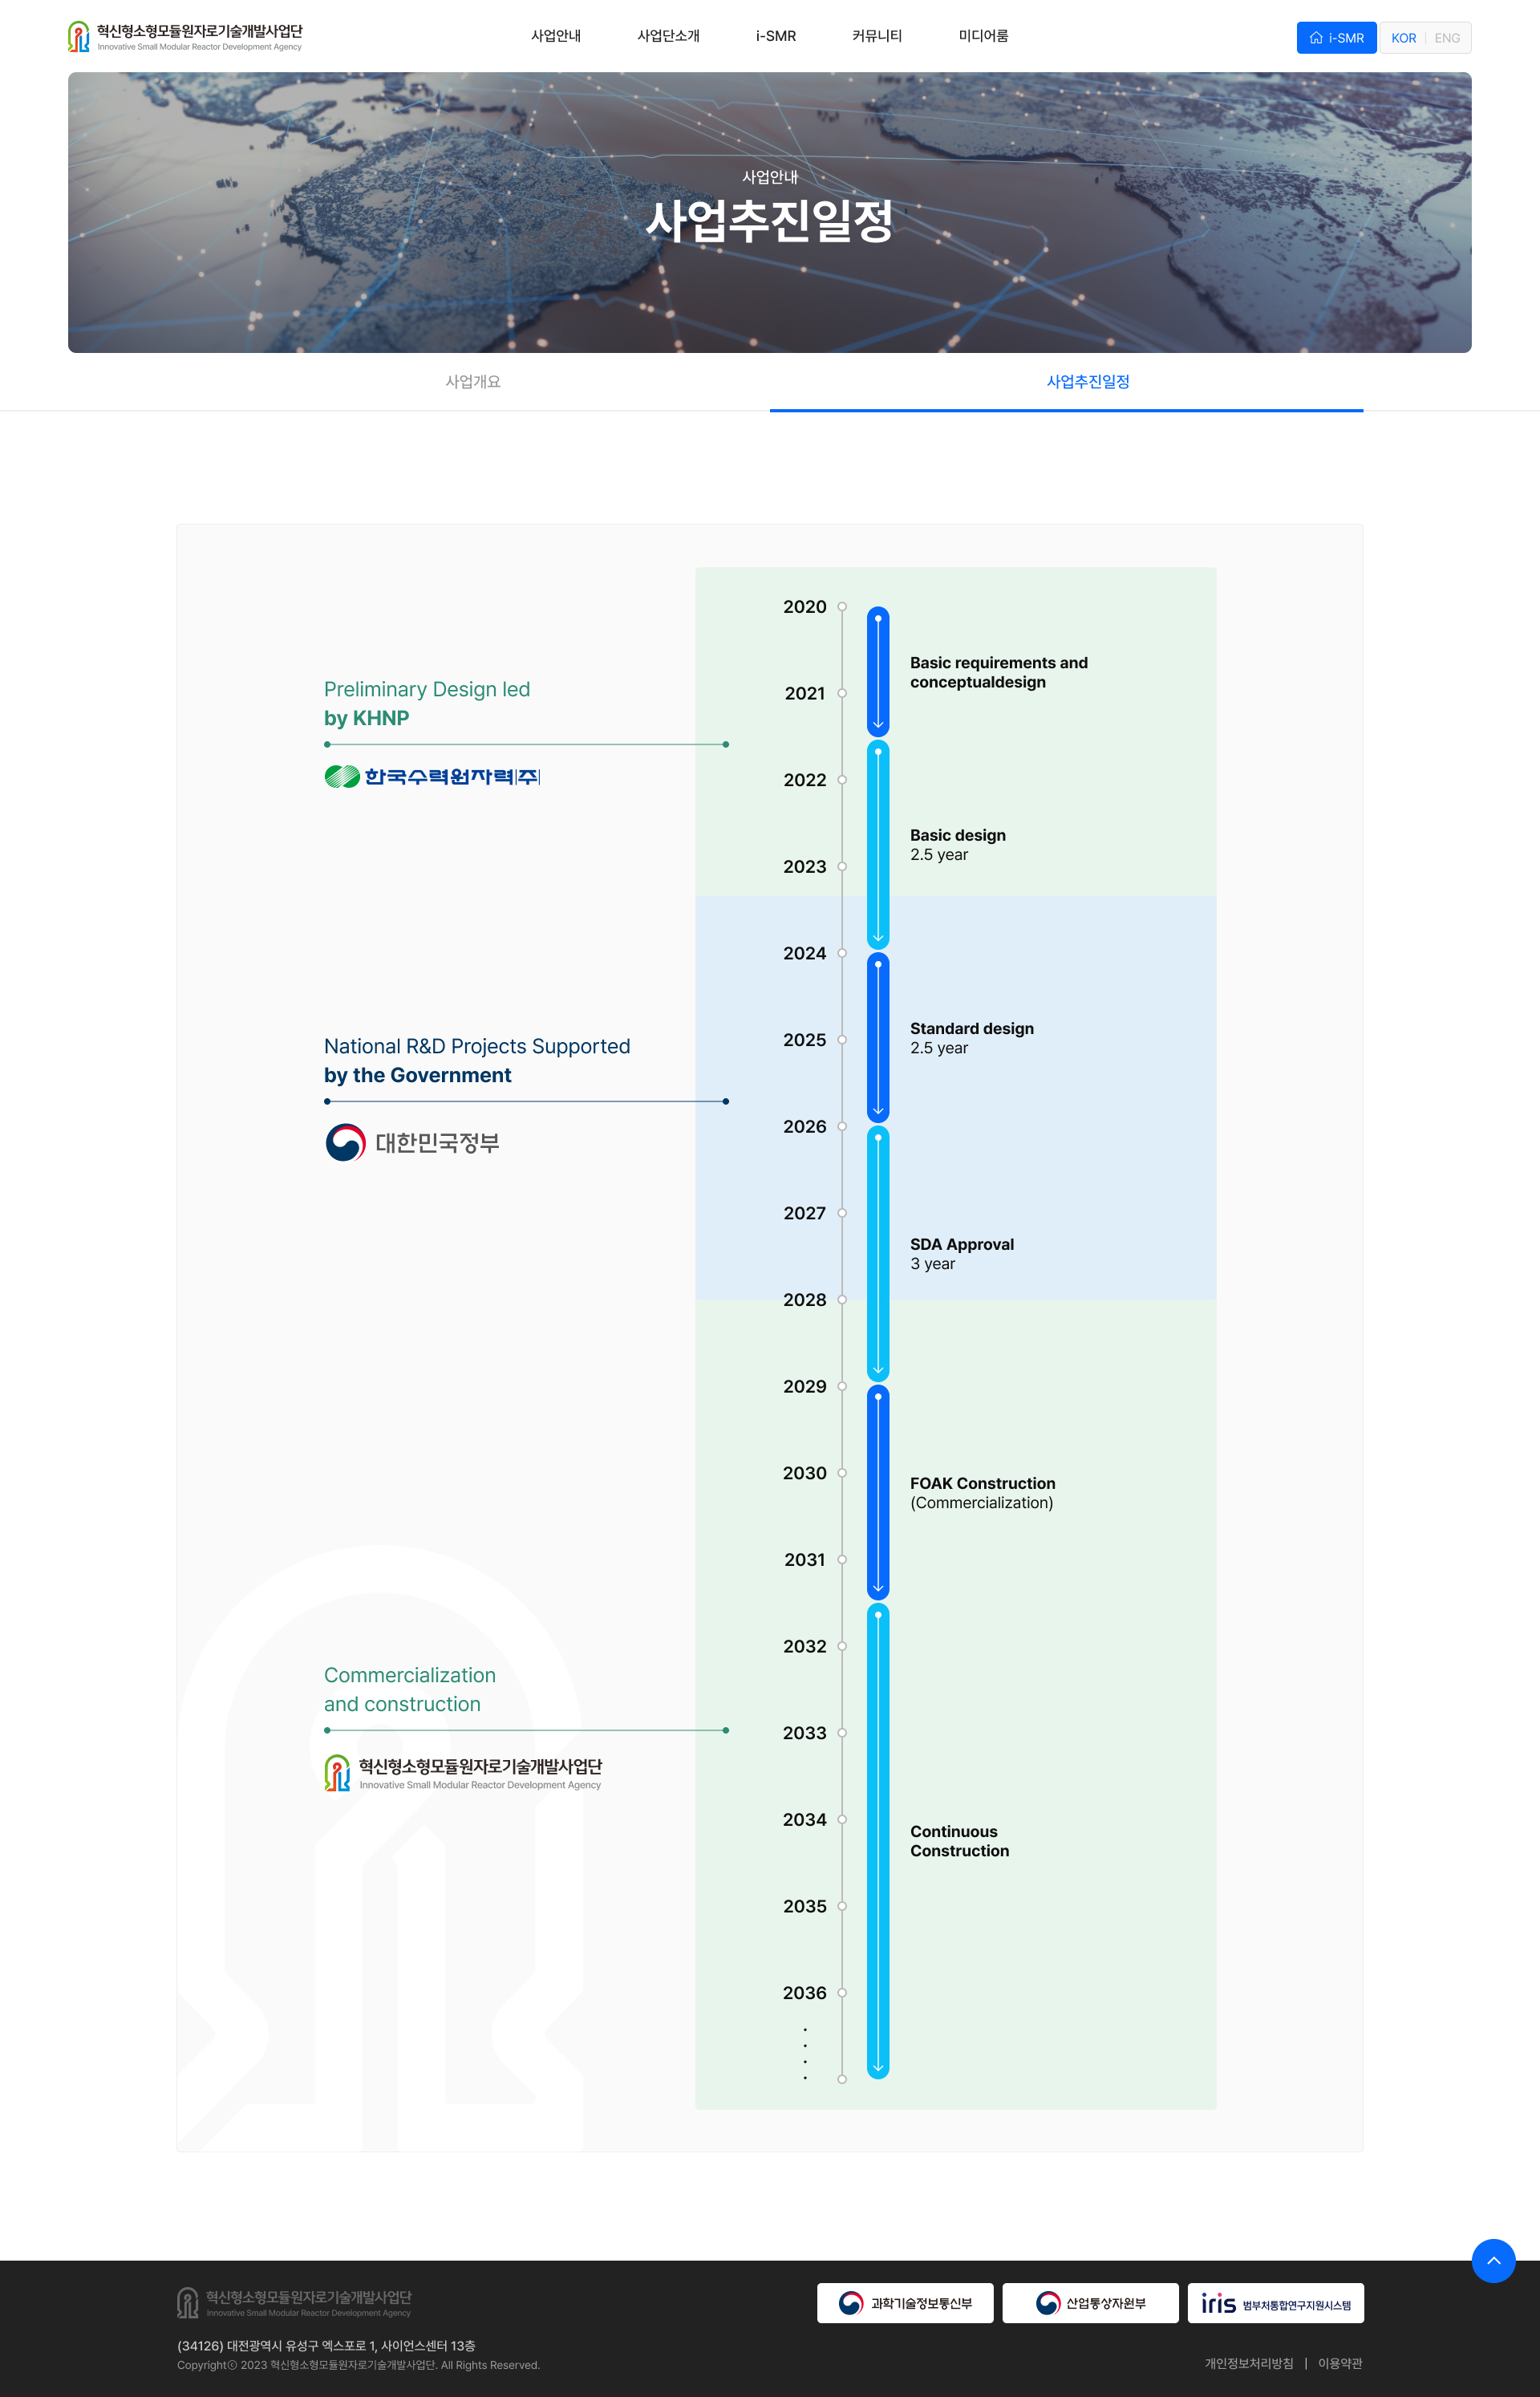 혁신형소형모듈원자로기술개발사업단
Innovative Small Modular Reactor Development Agency
사업안내
사업단소개
i-SMR
커뮤니티
미디어룸
i-SMR
KOR
ENG
사업안내
사업추진일정
사업개요
사업추진일정
2020
Basic requirements and
conceptualdesign
Preliminary Design led
by KHNP
한국수력원자력(주)
2021
2022
Basic design
2.5 year
2023
2024
Standard design
2.5 year
2025
National R&D Projects Supported
by the Government
대한민국정부
2026
2027
SDA Approval
3 year
2028
2029
2030
FOAK Construction
(Commercialization)
2031
2032
Commercialization
and construction
혁신형소형모듈원자로기술개발사업단
Innovative Small Modular Reactor Development Agency
2033
2034
Continuous
Construction
2035
2036
혁신형소형모듈원자로기술개발사업단
Innovative Small Modular Reactor Development Agency
과학기술정보통신부
산업통상자원부
iris 범부처통합연구지원시스템
(34126) 대전광역시 유성구 엑스포로 1, 사이언스센터 13층
Copyrightⓒ 2023 혁신형소형모듈원자로기술개발사업단. All Rights Reserved.
개인정보처리방침 | 이용약관